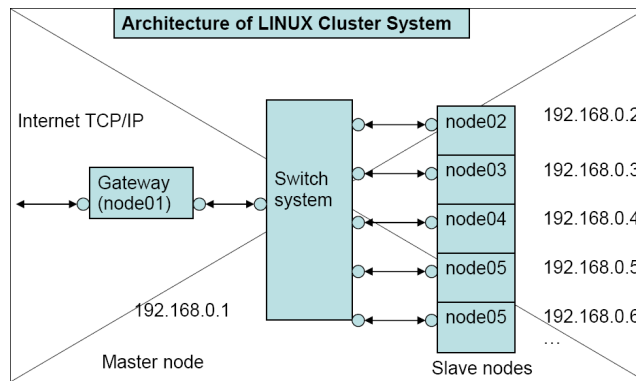 Architecture of LINUX Cluster System
Internet TCP/IP
Gateway
(node01)
Switch
system
node02
192.168.0.2
node03
192.168.0.3
node04
192.168.0.4
node05
192.168.0.5
node05
192.168.0.6
...
192.168.0.1
Master node
Slave nodes